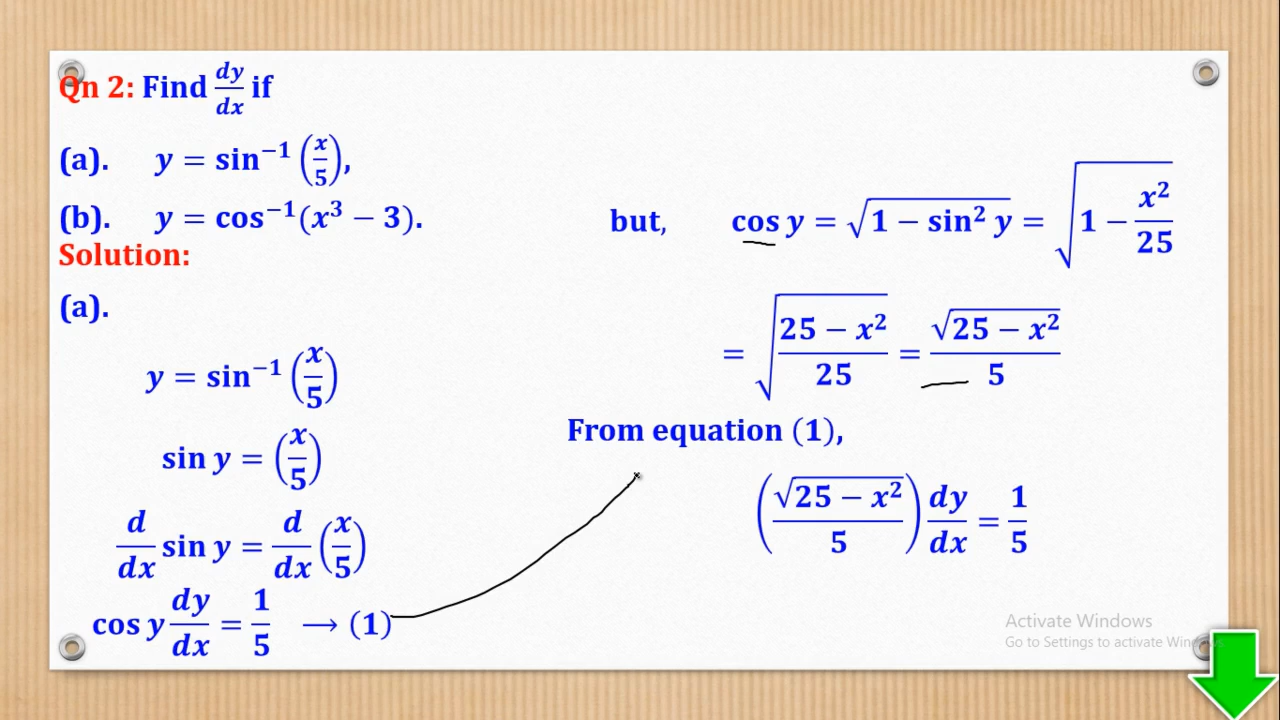 Qn 2: Find dy/dx if
(a). y = sin⁻¹ (x/5),
(b). y = cos⁻¹(x³ − 3).
Solution:
(a).
y = sin⁻¹ (x/5)
sin y = (x/5)
d/dx sin y = d/dx (x/5)
cos y dy/dx = 1/5 → (1)
but, cos y = √(1 − sin² y) = √(1 − x²/25)
= √((25 − x²)/25) = √(25 − x²)/5
From equation (1),
(√(25 − x²)/5) dy/dx = 1/5
Activate Windows
Go to Settings to activate Windows